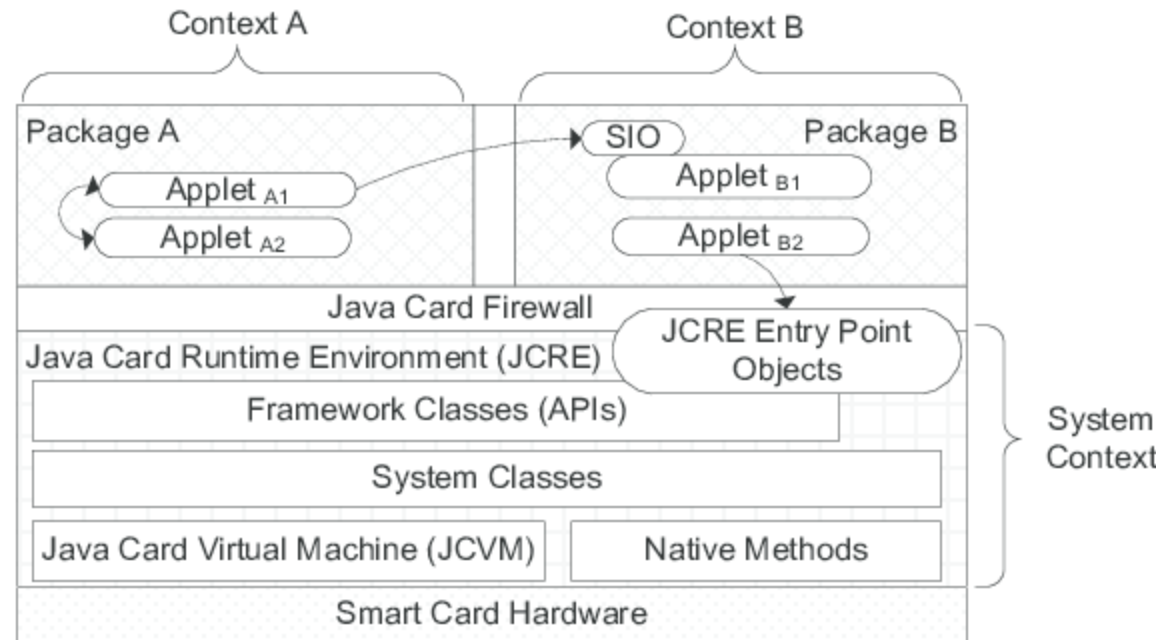 Context A
Context B
Package A
SIO
Package B
Applet A1
Applet B1
Applet A2
Applet B2
Java Card Firewall
JCRE Entry Point
Objects
Java Card Runtime Environment (JCRE)
Framework Classes (APIs)
System
Context
System Classes
Java Card Virtual Machine (JCVM)
Native Methods
Smart Card Hardware